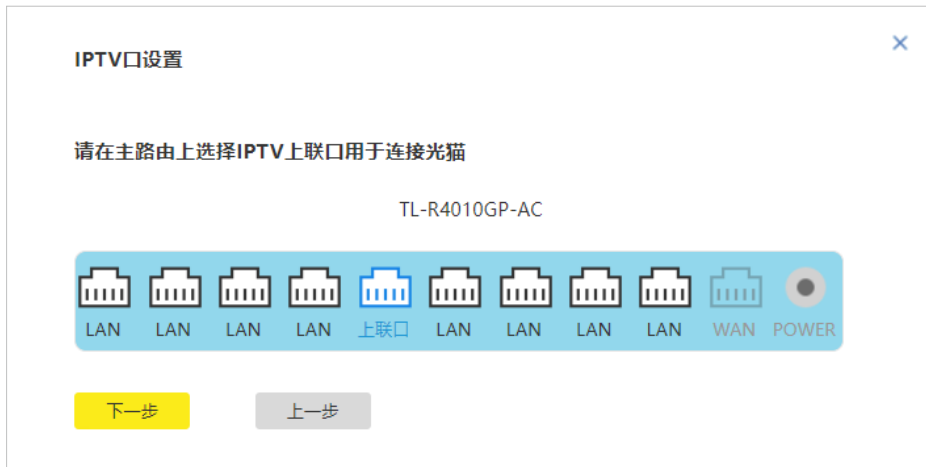 IPTV口设置
请在主路由上选择IPTV上联口用于连接光猫
TL-R4010GP-AC
LAN LAN LAN LAN 上联口 LAN LAN LAN LAN WAN POWER
下一步 上一步